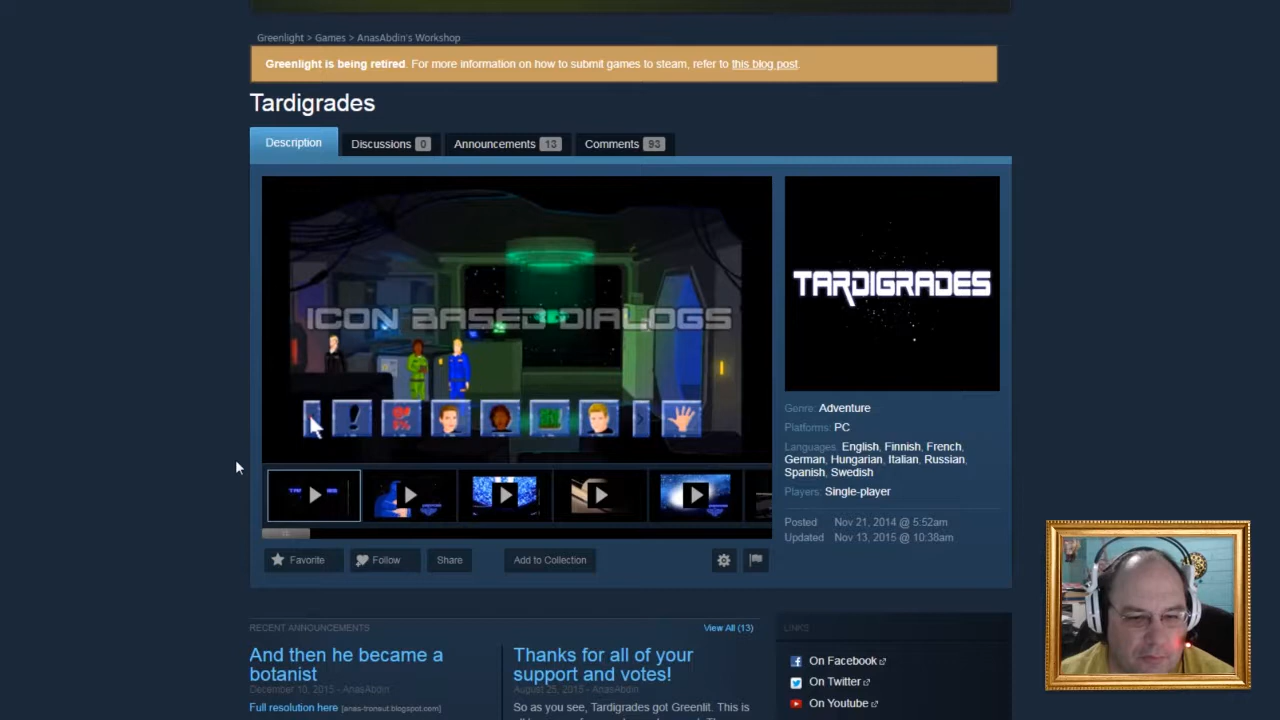 Greenlight > Games > AnasAbdin's Workshop
Greenlight is being retired. For more information on how to submit games to steam, refer to this blog post.
Tardigrades
Description
Discussions 0
Announcements 13
Comments 93
ICON BASED DIALOGS
TARDIGRADES
Genre: Adventure
Platforms: PC
Languages: English, Finnish, French,
German, Hungarian, Italian, Russian,
Spanish, Swedish
Players: Single-player
Posted Nov 21, 2014 @ 5:52am
Updated Nov 13, 2015 @ 10:38am
Favorite
Follow
Share
Add to Collection
RECENT ANNOUNCEMENTS
View All (13)
And then he became a
botanist
December 10, 2015 - AnasAbdin
Full resolution here [anas-tronaut.blogspot.com]
Thanks for all of your
support and votes!
August 25, 2015 - AnasAbdin
So as you see, Tardigrades got Greenlit. This is
LINKS
On Facebook
On Twitter
On Youtube